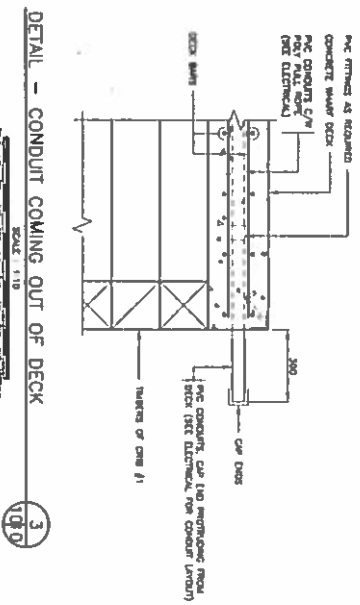 PVC FITTINGS AS REQUIRED
CONCRETE WHARF DECK
PVC CONDUITS C/W
POLY PULL ROPE
(SEE ELECTRICAL)
DECK BARS
300
CAP ENDS
PVC CONDUITS, CAP END PROTRUDING FROM
DECK (SEE ELECTRICAL FOR CONDUIT LAYOUT)
TIMBERS OF CRIB #1
DETAIL - CONDUIT COMING OUT OF DECK
SCALE 1:10
3